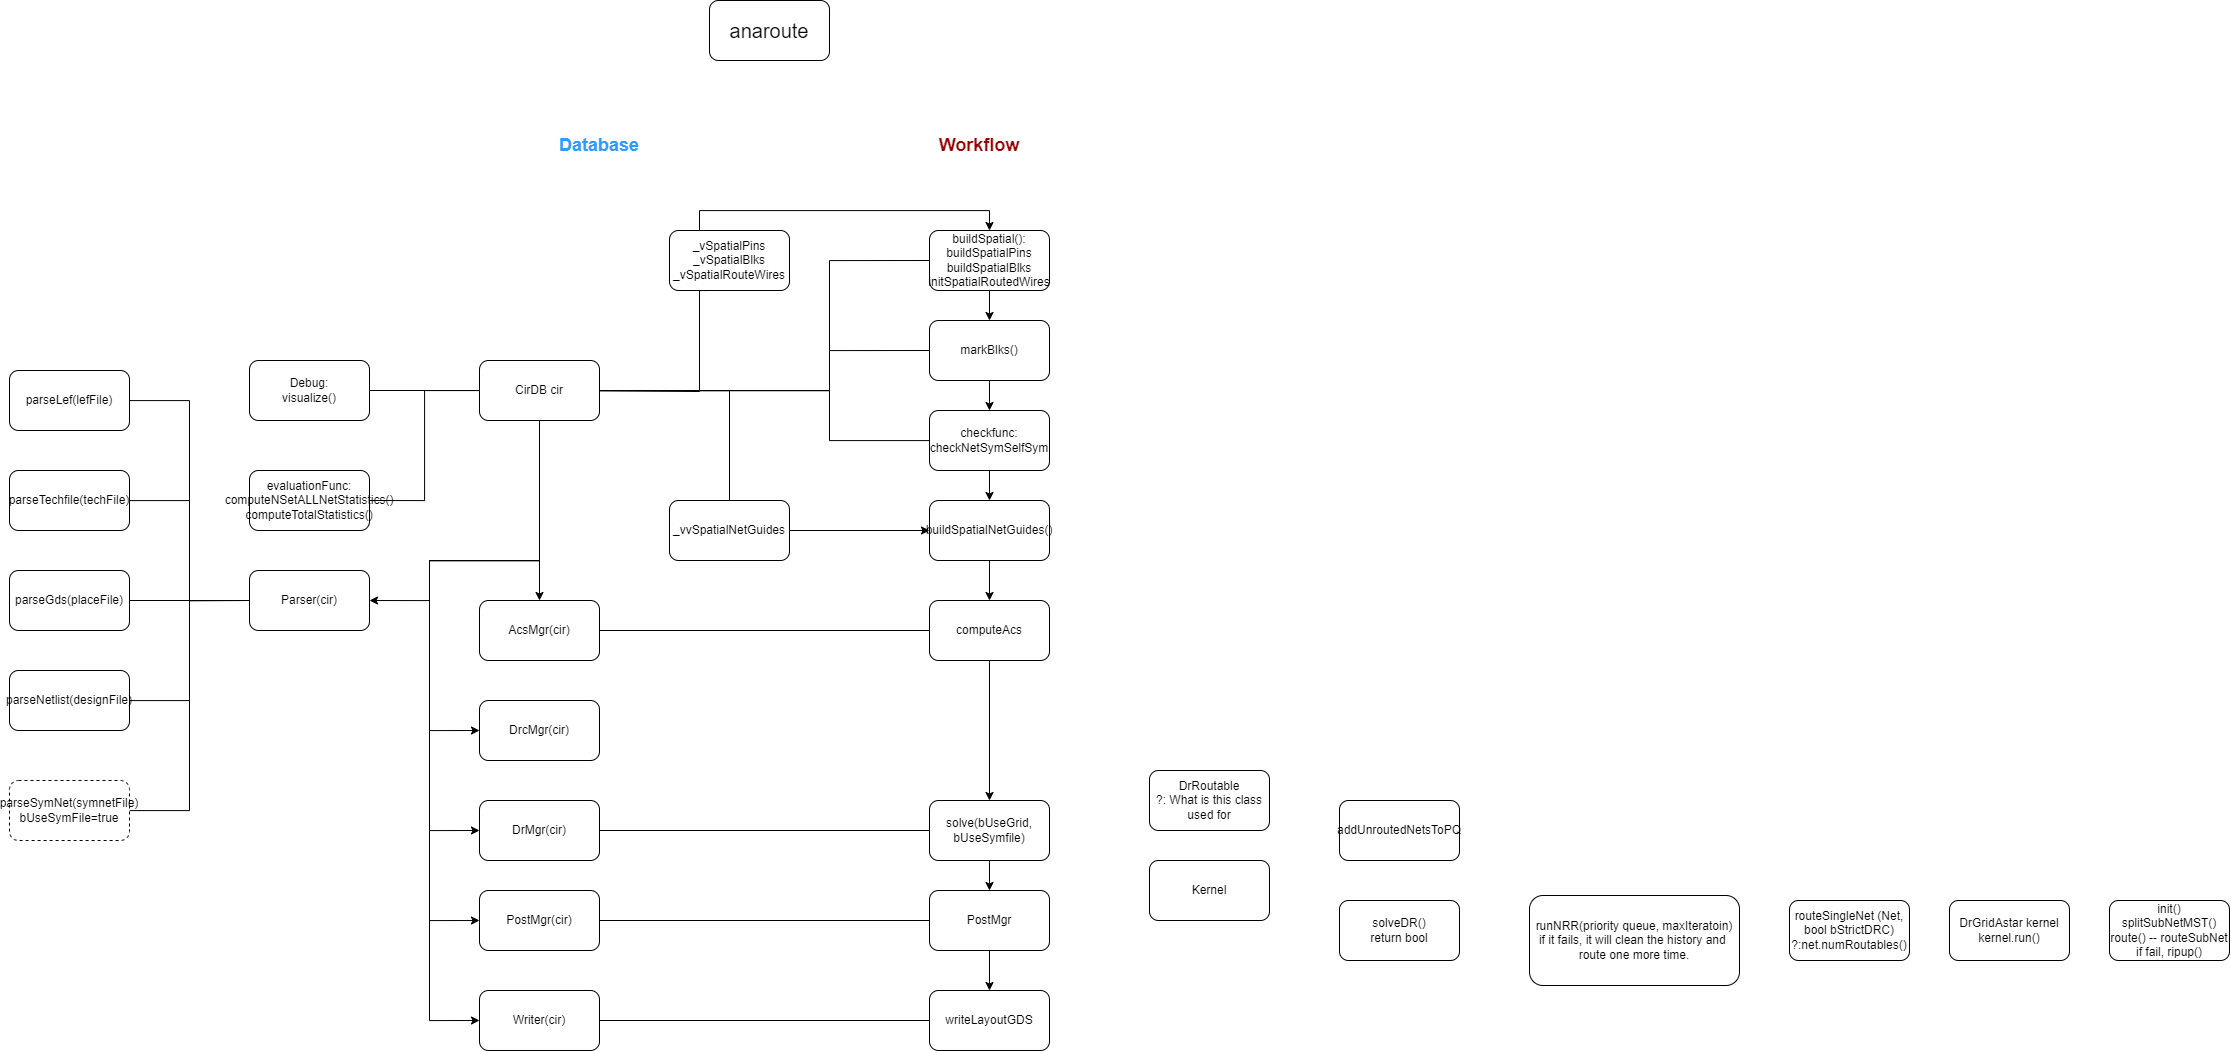 anaroute
Database
Workflow
_vSpatialPins
_vSpatialBlks
_vSpatialRouteWires
buildSpatial():
buildSpatialPins
buildSpatialBlks
initSpatialRoutedWires
markBlks()
Debug:
visualize()
CirDB cir
parseLef(lefFile)
checkfunc:
checkNetSymSelfSym
parseTechfile(techFile)
evaluationFunc:
computeNSetALLNetStatistics()
computeTotalStatistics()
_vvSpatialNetGuides
buildSpatialNetGuides()
parseGds(placeFile)
Parser(cir)
AcsMgr(cir)
computeAcs
parseNetlist(designFile)
DrcMgr(cir)
parseSymNet(symnetFile)
bUseSymFile=true
DrMgr(cir)
solve(bUseGrid,
bUseSymfile)
DrRoutable
?: What is this class
used for
addUnroutedNetsToPQ
Kernel
PostMgr(cir)
PostMgr
solveDR()
return bool
runNRR(priority queue, maxIteratoin)
if it fails, it will clean the history and
route one more time.
routeSingleNet (Net,
bool bStrictDRC)
?:net.numRoutables()
DrGridAstar kernel
kernel.run()
init()
splitSubNetMST()
route() -- routeSubNet
if fail, ripup()
Writer(cir)
writeLayoutGDS